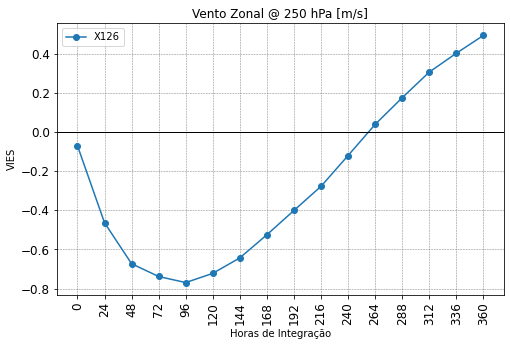 Vento Zonal @ 250 hPa [m/s]
X126
VIES
0.4
0.2
0.0
−0.2
−0.4
−0.6
−0.8
0 24 48 72 96 120 144 168 192 216 240 264 288 312 336 360
Horas de Integração